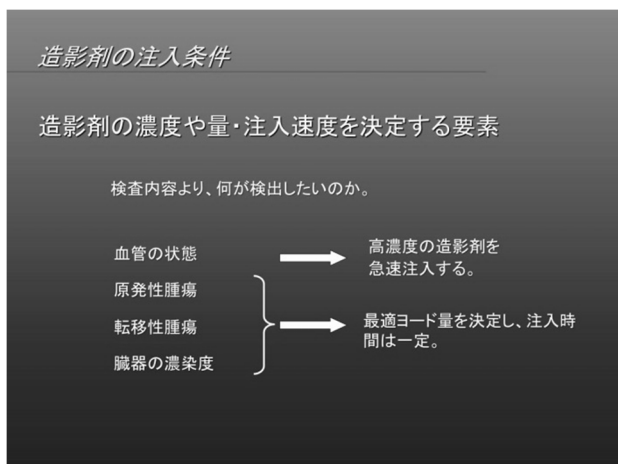 造影剤の注入条件
造影剤の濃度や量・注入速度を決定する要素
検査内容より、何が検出したいのか。
血管の状態
高濃度の造影剤を
急速注入する。
原発性腫瘍
転移性腫瘍
臓器の濃染度
最適ヨード量を決定し、注入時
間は一定。